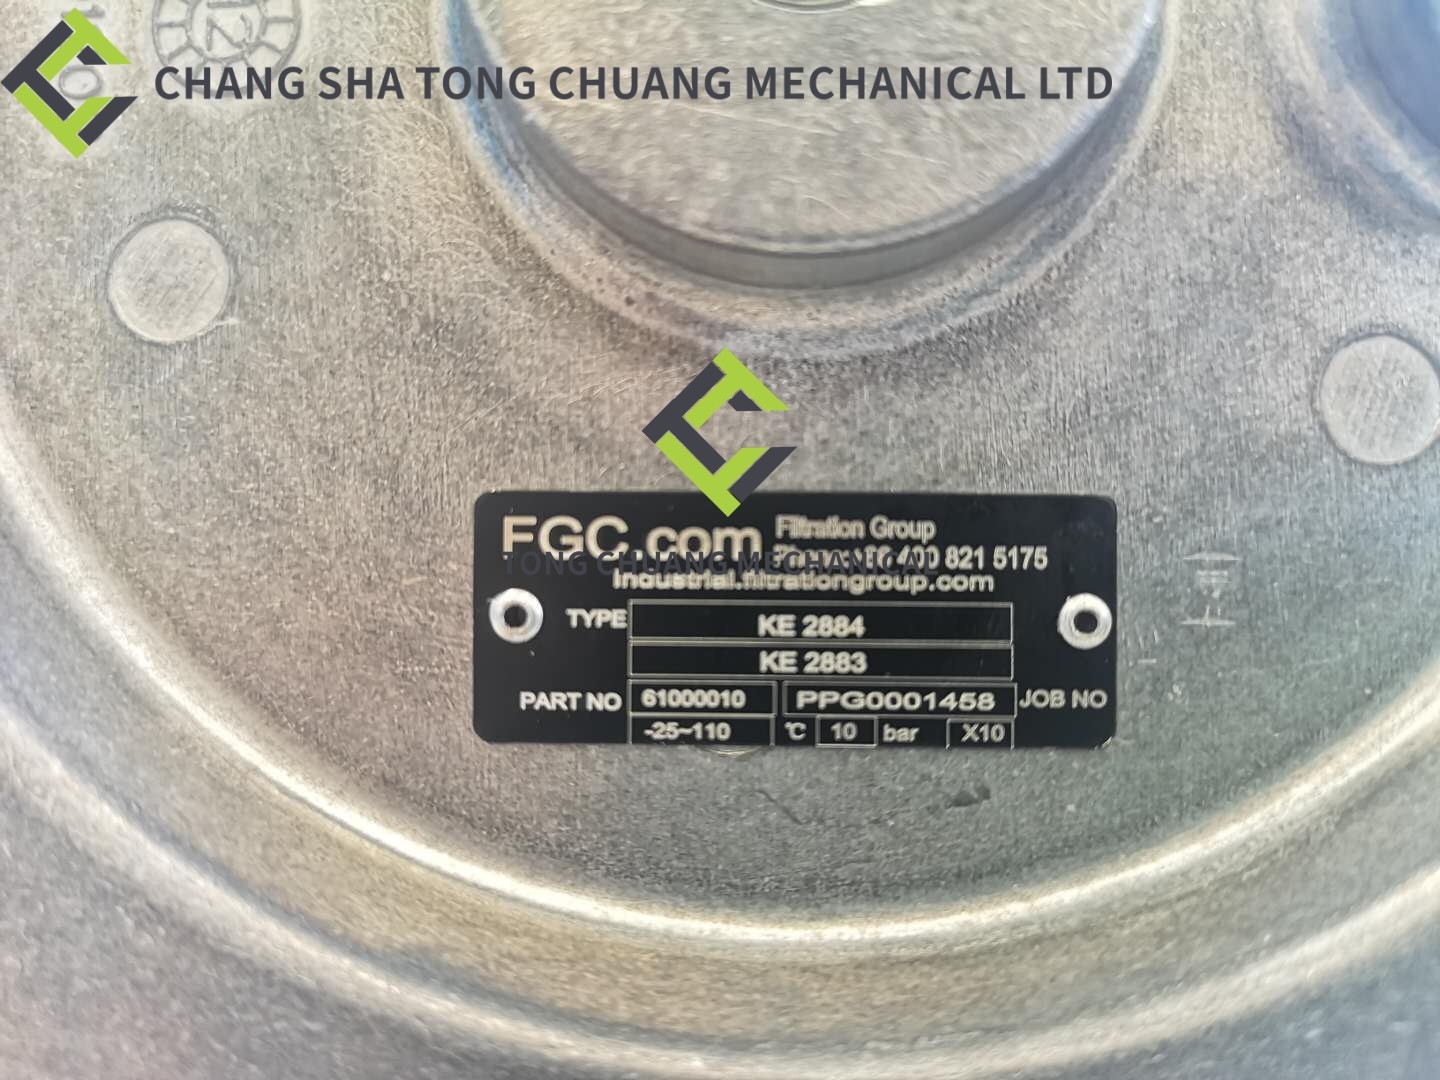 12
CHANG SHA TONG CHUANG MECHANICAL LTD
FGC.com Filtration Group
400 821 5175
TONG CHUANG MECHANICAL
industrial.filtrationgroup.com
TYPE KE 2884
KE 2883
PART NO 61000010 PPG0001458 JOB NO
-25~110 ℃ 10 bar X10